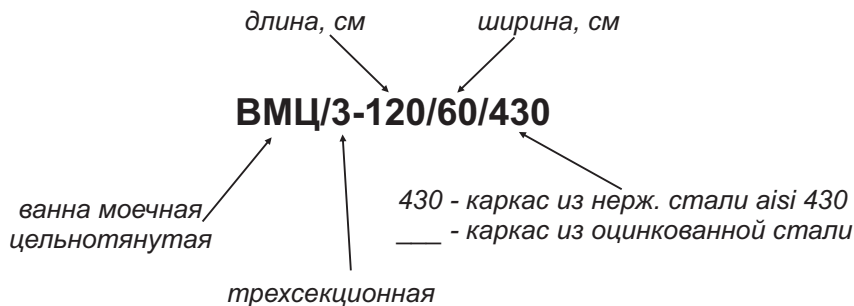 длина, см
ширина, см
ВМЦ/3-120/60/430
ванна моечная
цельнотянутая
430 - каркас из нерж. стали aisi 430
___ - каркас из оцинкованной стали
трехсекционная